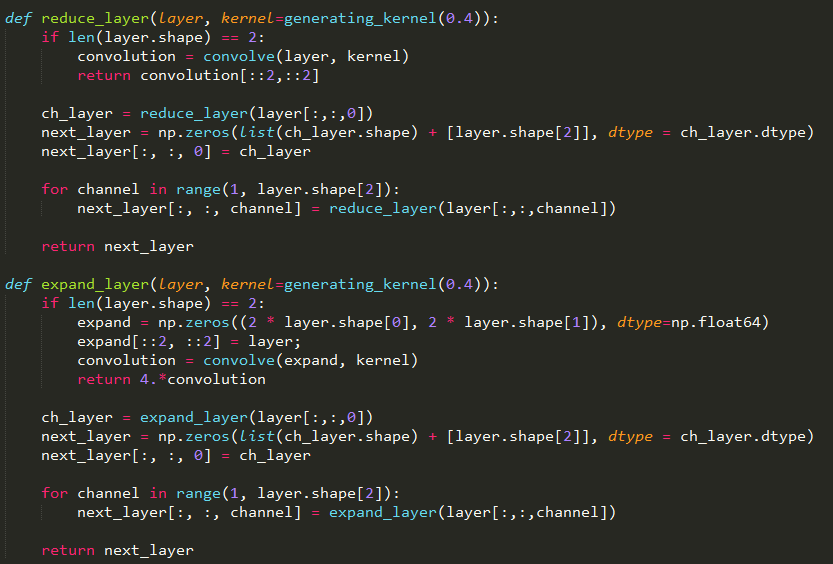 def reduce_layer(layer, kernel=generating_kernel(0.4)):
    if len(layer.shape) == 2:
        convolution = convolve(layer, kernel)
        return convolution[::2,::2]

    ch_layer = reduce_layer(layer[:,:,0])
    next_layer = np.zeros(list(ch_layer.shape) + [layer.shape[2]], dtype = ch_layer.dtype)
    next_layer[:, :, 0] = ch_layer

    for channel in range(1, layer.shape[2]):
        next_layer[:, :, channel] = reduce_layer(layer[:,:,channel])

    return next_layer

def expand_layer(layer, kernel=generating_kernel(0.4)):
    if len(layer.shape) == 2:
        expand = np.zeros((2 * layer.shape[0], 2 * layer.shape[1]), dtype=np.float64)
        expand[::2, ::2] = layer;
        convolution = convolve(expand, kernel)
        return 4.*convolution

    ch_layer = expand_layer(layer[:,:,0])
    next_layer = np.zeros(list(ch_layer.shape) + [layer.shape[2]], dtype = ch_layer.dtype)
    next_layer[:, :, 0] = ch_layer

    for channel in range(1, layer.shape[2]):
        next_layer[:, :, channel] = expand_layer(layer[:,:,channel])

    return next_layer